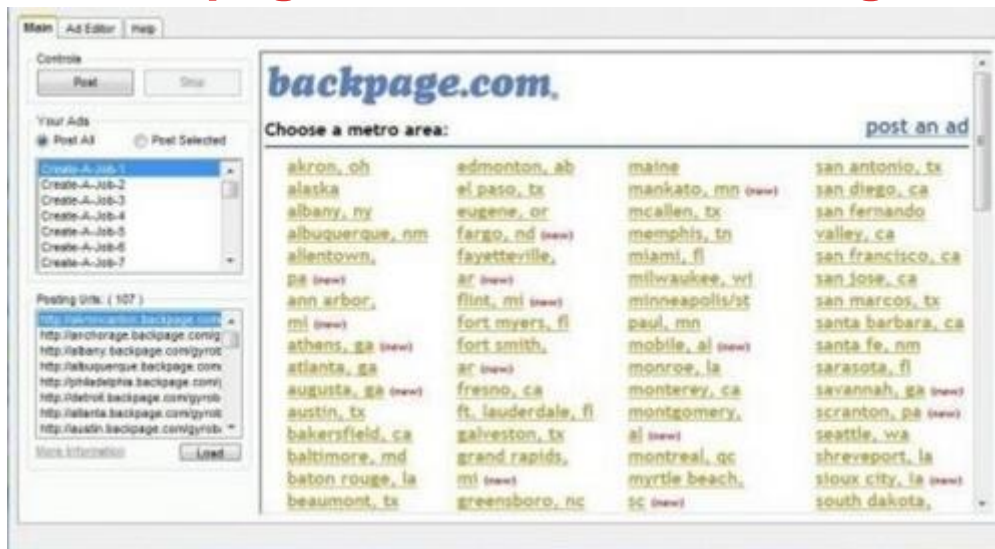 Main Ad Editor Help
Controls
Post Stop
Your Ads
Post All Post Selected
Create-A-Job-1
Create-A-Job-2
Create-A-Job-3
Create-A-Job-4
Create-A-Job-5
Create-A-Job-6
Create-A-Job-7
Posting Urls: ( 107 )
http://anchorage.backpage.com/g
http://albany.backpage.com/gyrot
http://albuquerque.backpage.com
http://philadelphia.backpage.com/
http://detroit.backpage.com/gyrob
http://atlanta.backpage.com/gyrob
http://austin.backpage.com/gyrob
More Information Load
backpage.com.
Choose a metro area: post an ad
akron, oh
alaska
albany, ny
albuquerque, nm
allentown,
pa (new)
ann arbor,
mi (new)
athens, ga (new)
atlanta, ga
augusta, ga (new)
austin, tx
bakersfield, ca
baltimore, md
baton rouge, la
beaumont, tx
edmonton, ab
el paso, tx
eugene, or
fargo, nd (new)
fayetteville,
ar (new)
flint, mi (new)
fort myers, fl
fort smith,
ar (new)
fresno, ca
ft. lauderdale, fl
galveston, tx
grand rapids,
mi (new)
greensboro, nc
maine
mankato, mn (new)
mcallen, tx
memphis, tn
miami, fl
milwaukee, wi
minneapolis/st
paul, mn
mobile, al (new)
monroe, la
monterey, ca
montgomery,
al (new)
montreal, qc
myrtle beach,
sc (new)
san antonio, tx
san diego, ca
san fernando
valley, ca
san francisco, ca
san jose, ca
san marcos, tx
santa barbara, ca
santa fe, nm
sarasota, fl
savannah, ga (new)
scranton, pa (new)
seattle, wa
shreveport, la
sioux city, ia (new)
south dakota,